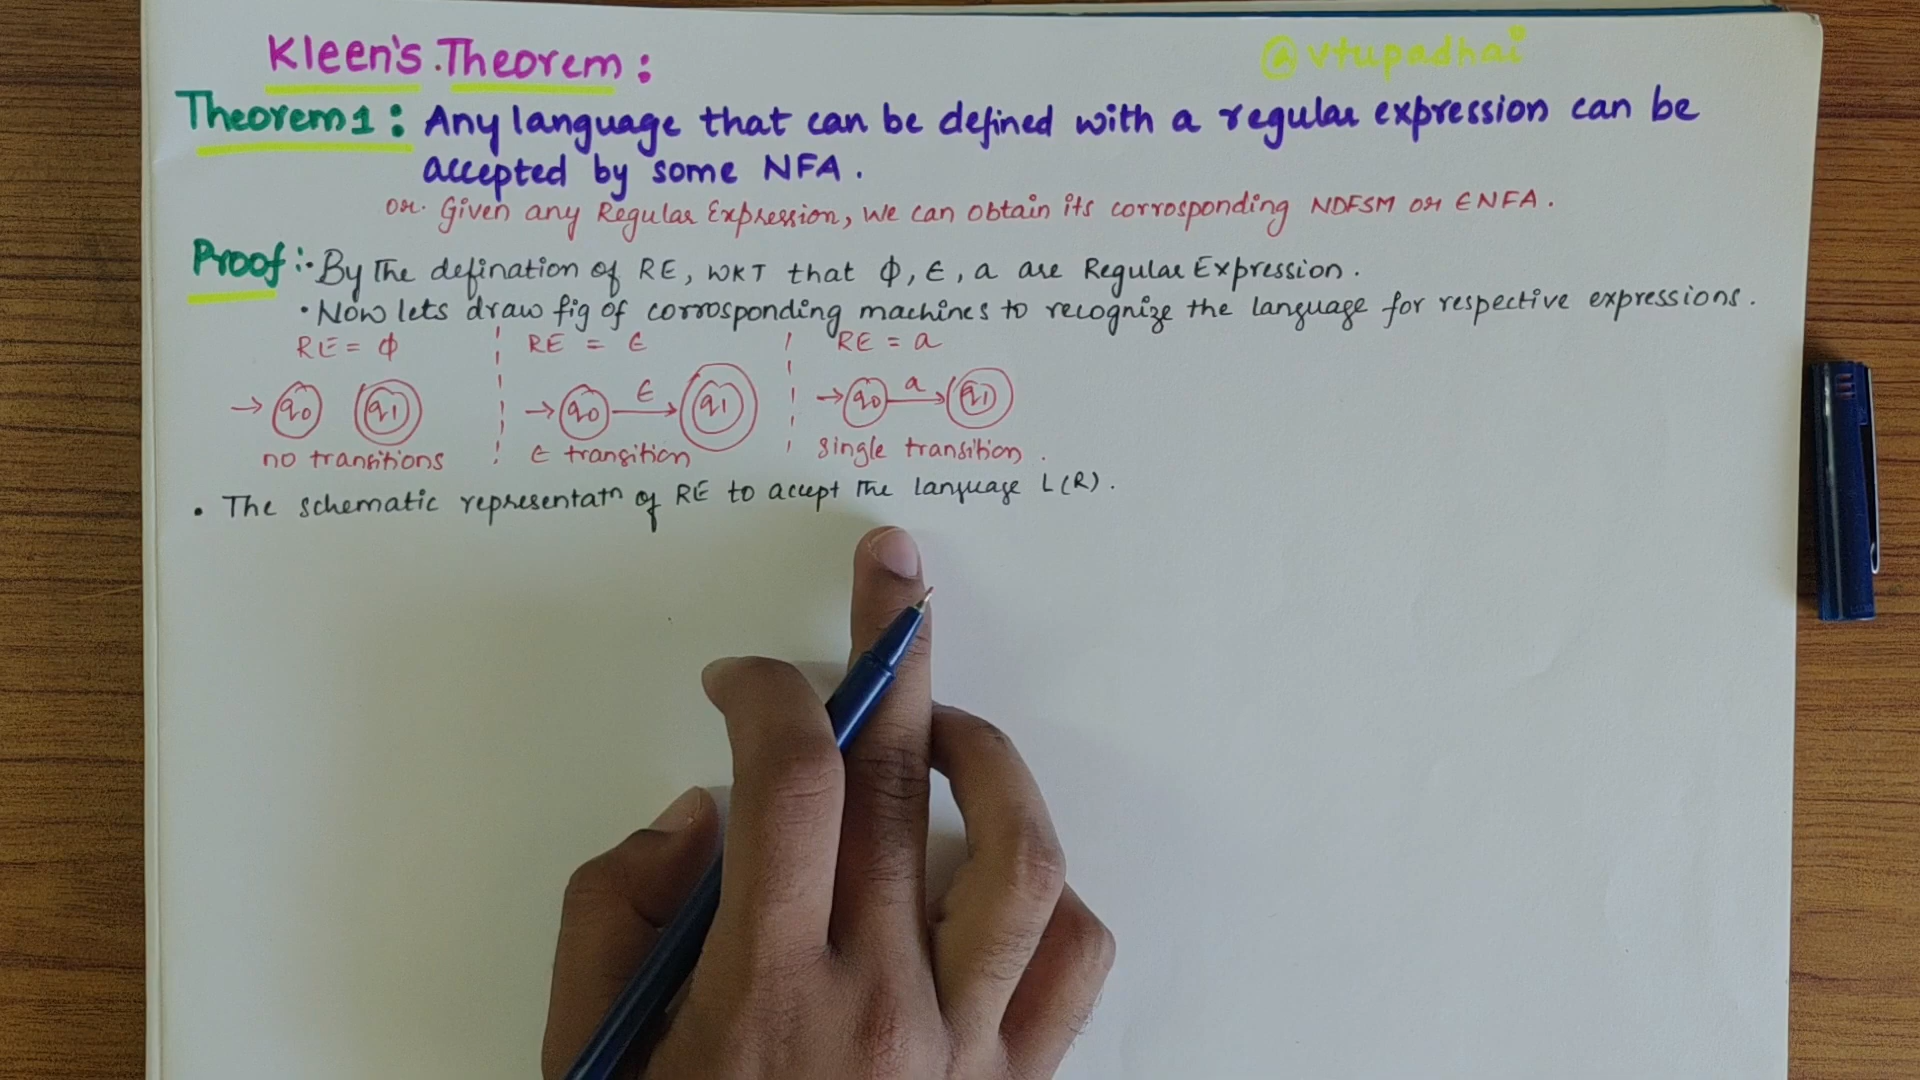 Kleen's Theorem :
@vtupadhai
Theorem 1 : Any language that can be defined with a regular expression can be
accepted by some NFA .
or. Given any Regular Expression, we can obtain its corrosponding NDFSM or ϵNFA .
Proof :- • By The defination of RE, WKT that Φ, ϵ, a are Regular Expression .
• Now lets draw fig of corrosponding machines to recognize the language for respective expressions .
RE = Φ
RE = ϵ
RE = a
→ q0 q1
→ q0 ϵ → q1
→ q0 a → q1
no transitions
ϵ transition
single transition .
• The schematic representatn of RE to accept The language L(R) .